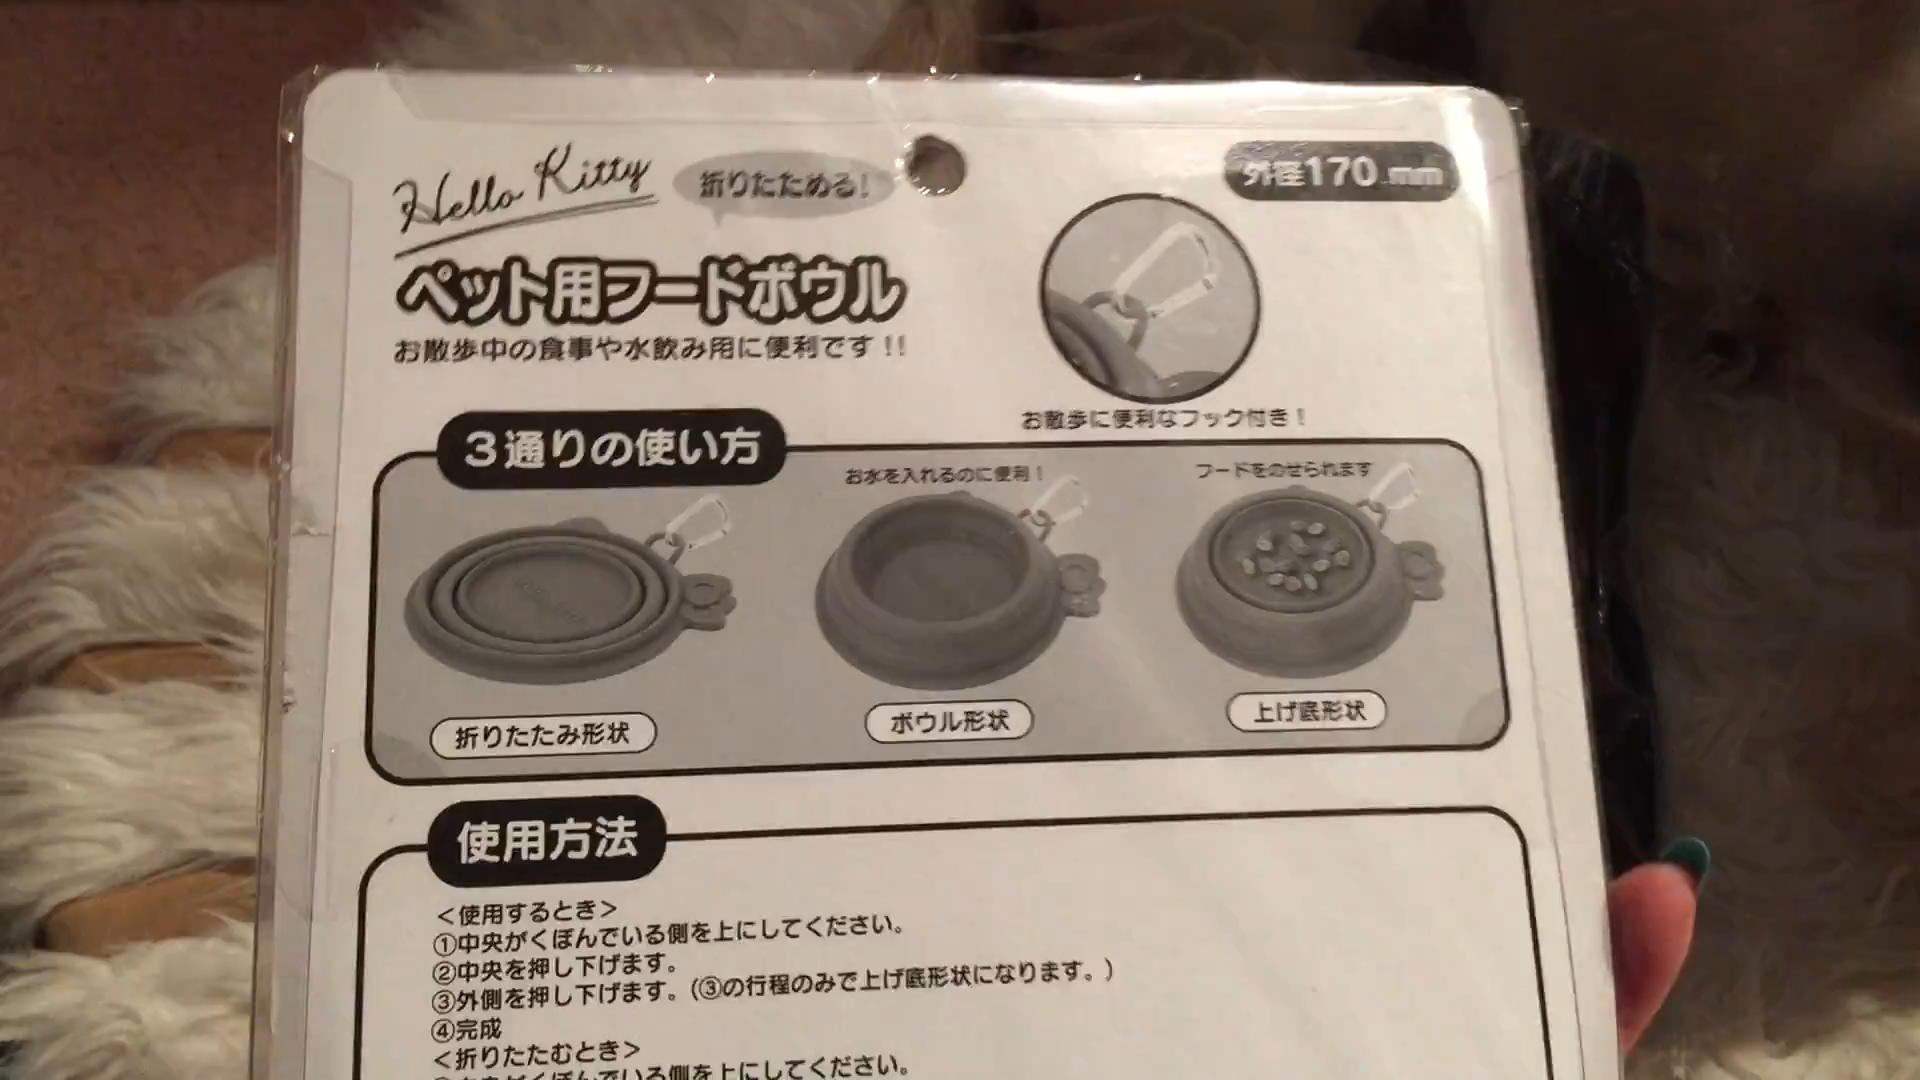 Hello Kitty
折りたためる！
外径170mm
ペット用フードボウル
お散歩中の食事や水飲み用に便利です!!
お散歩に便利なフック付き！
3通りの使い方
お水を入れるのに便利！
フードをのせられます
折りたたみ形状
ボウル形状
上げ底形状
使用方法
＜使用するとき＞
①中央がくぼんでいる側を上にしてください。
②中央を押し下げます。
③外側を押し下げます。(③の行程のみで上げ底形状になります。)
④完成
＜折りたたむとき＞
がくぼんでいる側を上にしてください。